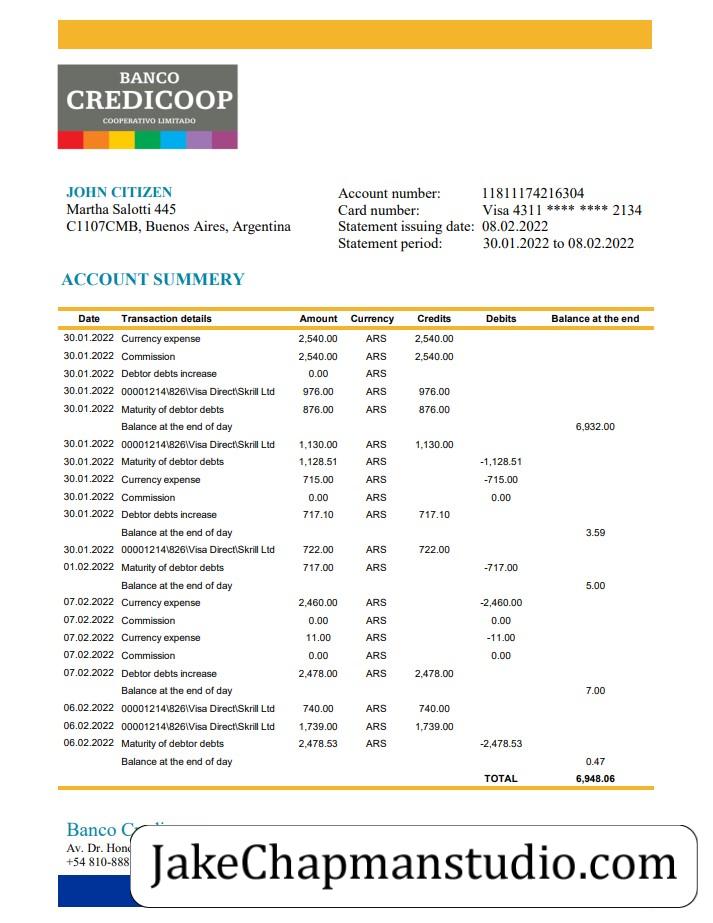 BANCO
CREDICOOP
COOPERATIVO LIMITADO
JOHN CITIZEN
Martha Salotti 445
C1107CMB, Buenos Aires, Argentina
Account number: 11811174216304
Card number: Visa 4311 **** **** 2134
Statement issuing date: 08.02.2022
Statement period: 30.01.2022 to 08.02.2022
ACCOUNT SUMMERY
Date Transaction details Amount Currency Credits Debits Balance at the end
30.01.2022 Currency expense 2,540.00 ARS 2,540.00
30.01.2022 Commission 2,540.00 ARS 2,540.00
30.01.2022 Debtor debts increase 0.00 ARS
30.01.2022 00001214\826\Visa Direct\Skrill Ltd 976.00 ARS 976.00
30.01.2022 Maturity of debtor debts 876.00 ARS 876.00
Balance at the end of day 6,932.00
30.01.2022 00001214\826\Visa Direct\Skrill Ltd 1,130.00 ARS 1,130.00
30.01.2022 Maturity of debtor debts 1,128.51 ARS -1,128.51
30.01.2022 Currency expense 715.00 ARS -715.00
30.01.2022 Commission 0.00 ARS 0.00
30.01.2022 Debtor debts increase 717.10 ARS 717.10
Balance at the end of day 3.59
30.01.2022 00001214\826\Visa Direct\Skrill Ltd 722.00 ARS 722.00
01.02.2022 Maturity of debtor debts 717.00 ARS -717.00
Balance at the end of day 5.00
07.02.2022 Currency expense 2,460.00 ARS -2,460.00
07.02.2022 Commission 0.00 ARS 0.00
07.02.2022 Currency expense 11.00 ARS -11.00
07.02.2022 Commission 0.00 ARS 0.00
07.02.2022 Debtor debts increase 2,478.00 ARS 2,478.00
Balance at the end of day 7.00
06.02.2022 00001214\826\Visa Direct\Skrill Ltd 740.00 ARS 740.00
06.02.2022 00001214\826\Visa Direct\Skrill Ltd 1,739.00 ARS 1,739.00
06.02.2022 Maturity of debtor debts 2,478.53 ARS -2,478.53
Balance at the end of day 0.47
TOTAL 6,948.06
Banco
Av. Dr.
+54 810-888
JakeChapmanstudio.com